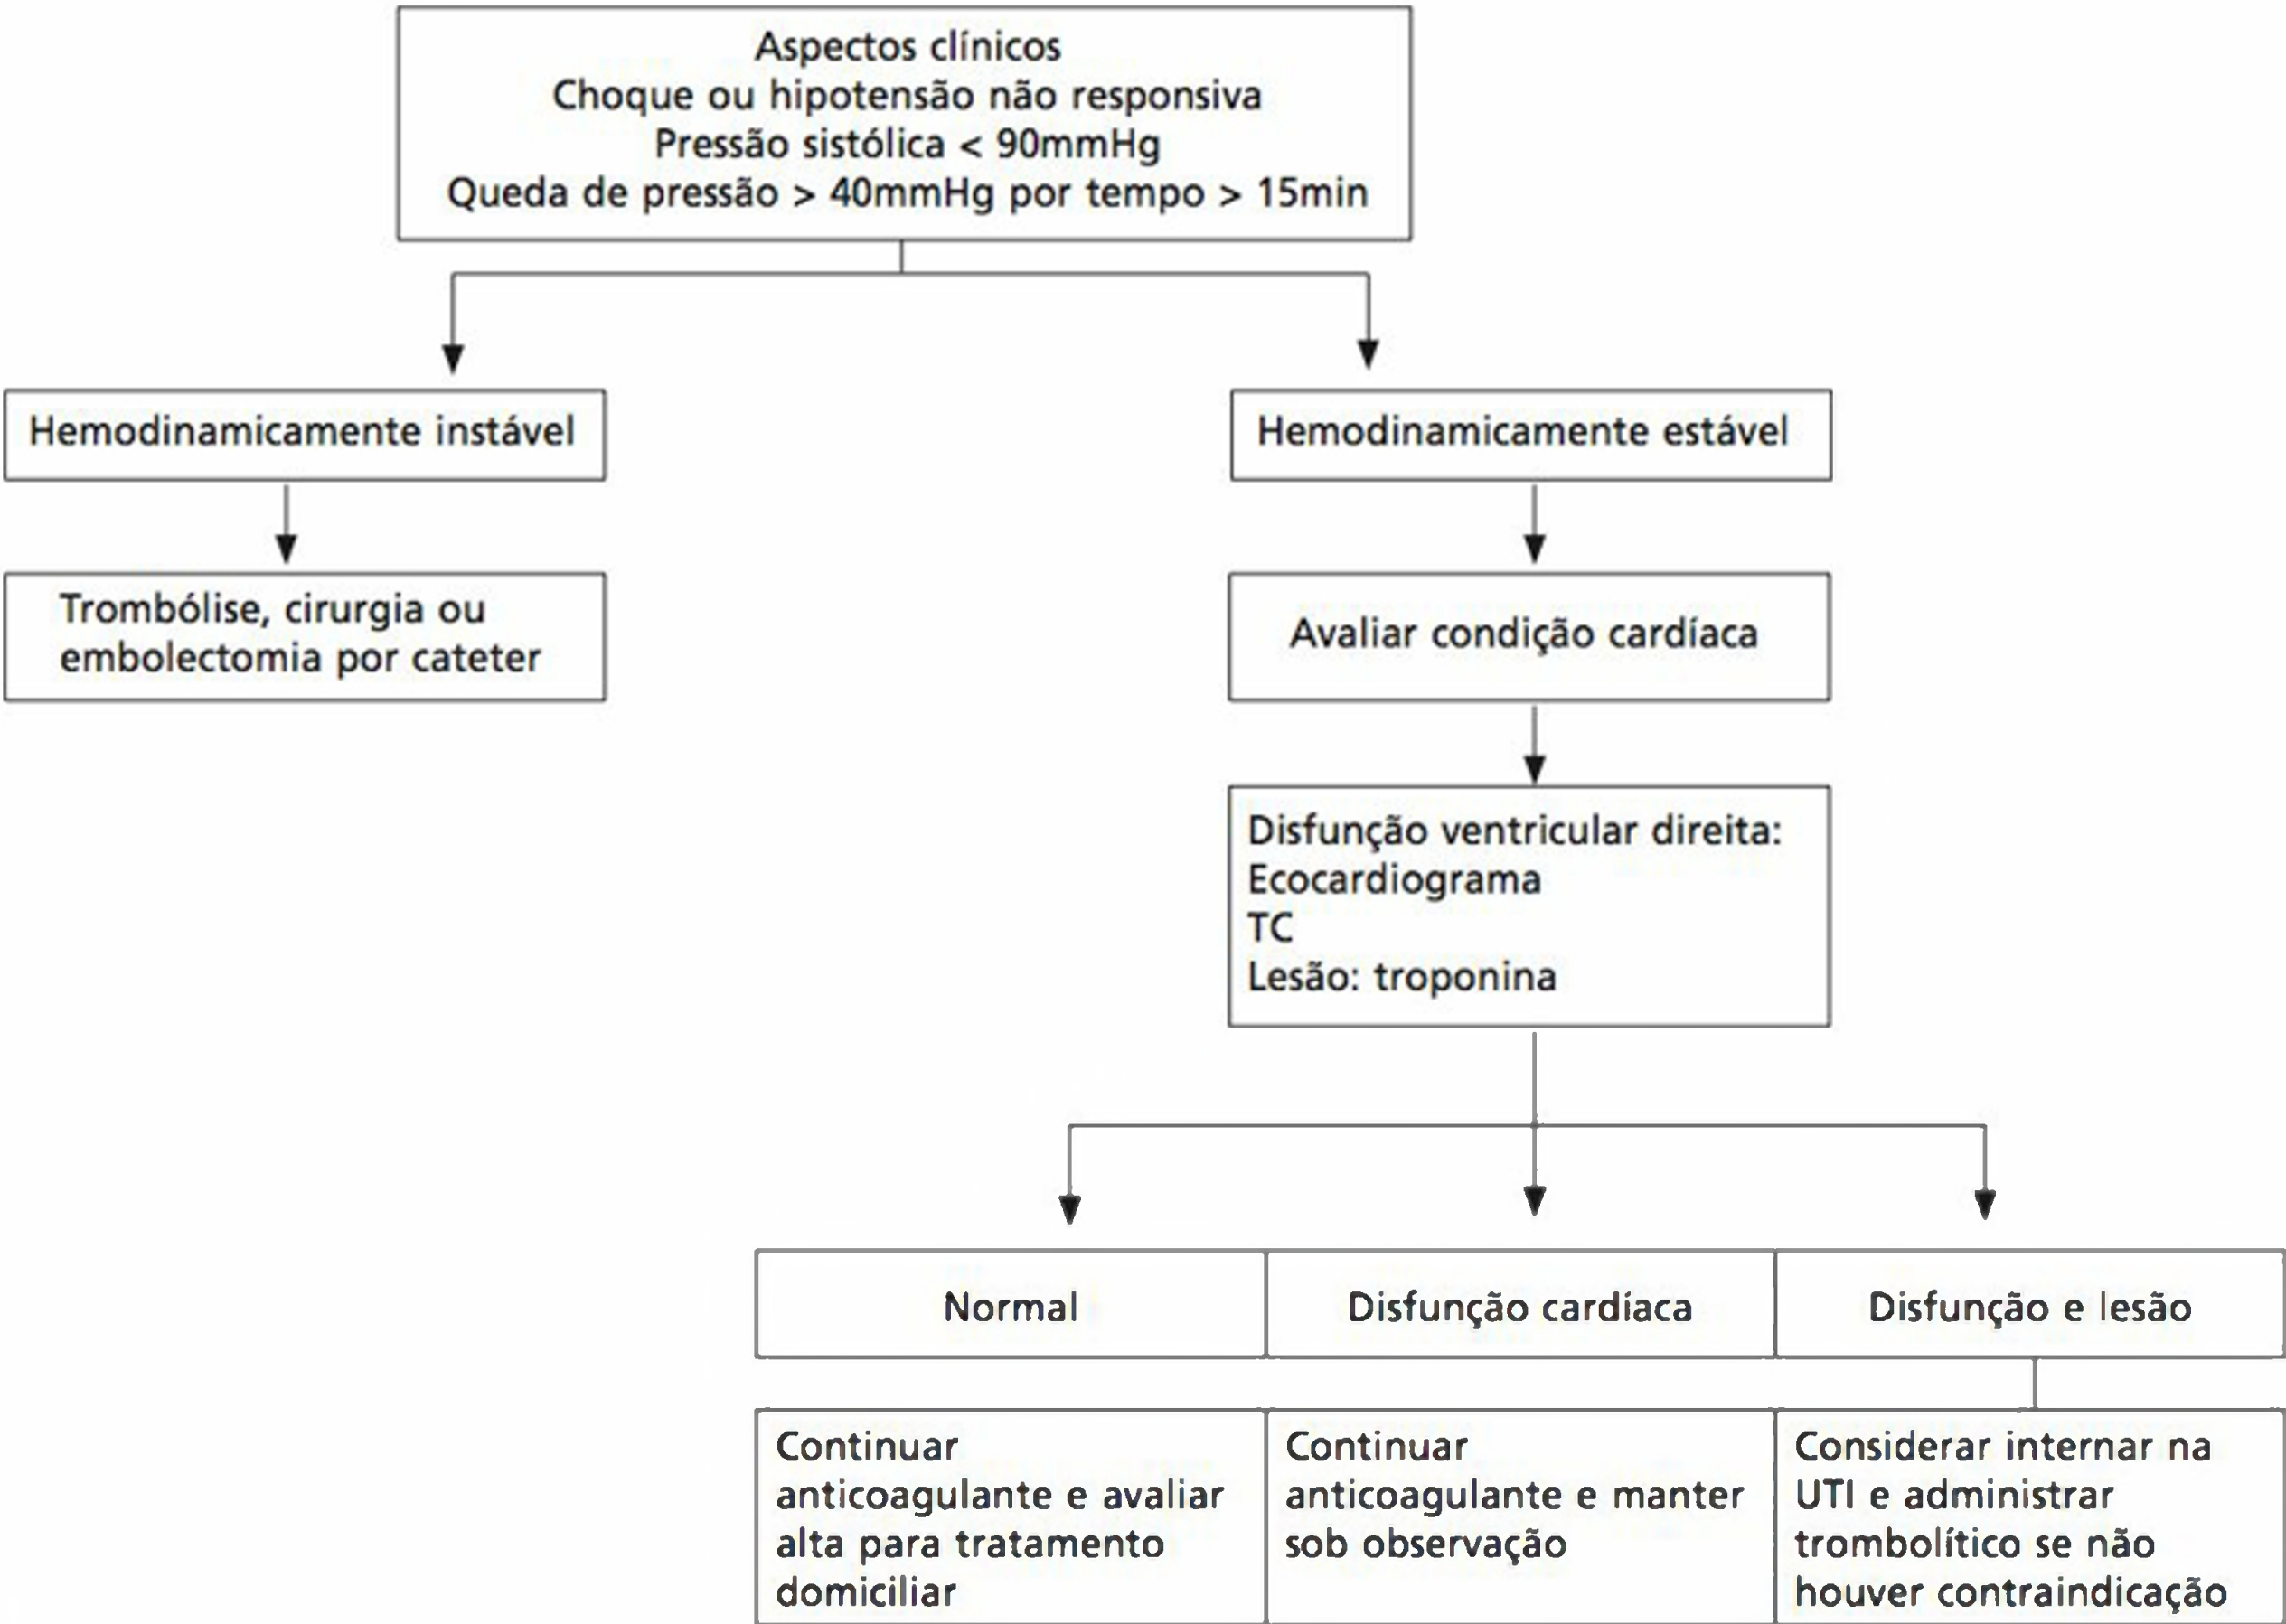 Aspectos clínicos
Choque ou hipotensão não responsiva
Pressão sistólica < 90mmHg
Queda de pressão > 40mmHg por tempo > 15min
Hemodinamicamente instável
Hemodinamicamente estável
Trombólise, cirurgia ou
embolectomia por cateter
Avaliar condição cardíaca
Disfunção ventricular direita:
Ecocardiograma
TC
Lesão: troponina
Normal
Disfunção cardíaca
Disfunção e lesão
Continuar
anticoagulante e avaliar
alta para tratamento
domiciliar
Continuar
anticoagulante e manter
sob observação
Considerar internar na
UTI e administrar
trombolítico se não
houver contraindicação